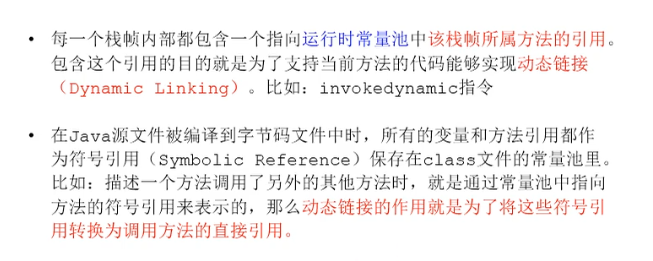 • 每一个栈帧内部都包含一个指向运行时常量池中该栈帧所属方法的引用。
包含这个引用的目的就是为了支持当前方法的代码能够实现动态链接
（Dynamic Linking）。比如：invokedynamic指令
• 在Java源文件被编译到字节码文件中时，所有的变量和方法引用都作
为符号引用（Symbolic Reference）保存在class文件的常量池里。
比如：描述一个方法调用了另外的其他方法时，就是通过常量池中指向
方法的符号引用来表示的，那么动态链接的作用就是为了将这些符号引
用转换为调用方法的直接引用。